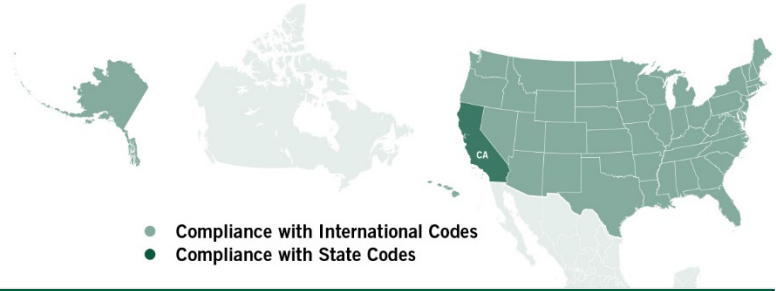 CA
Compliance with International Codes
Compliance with State Codes